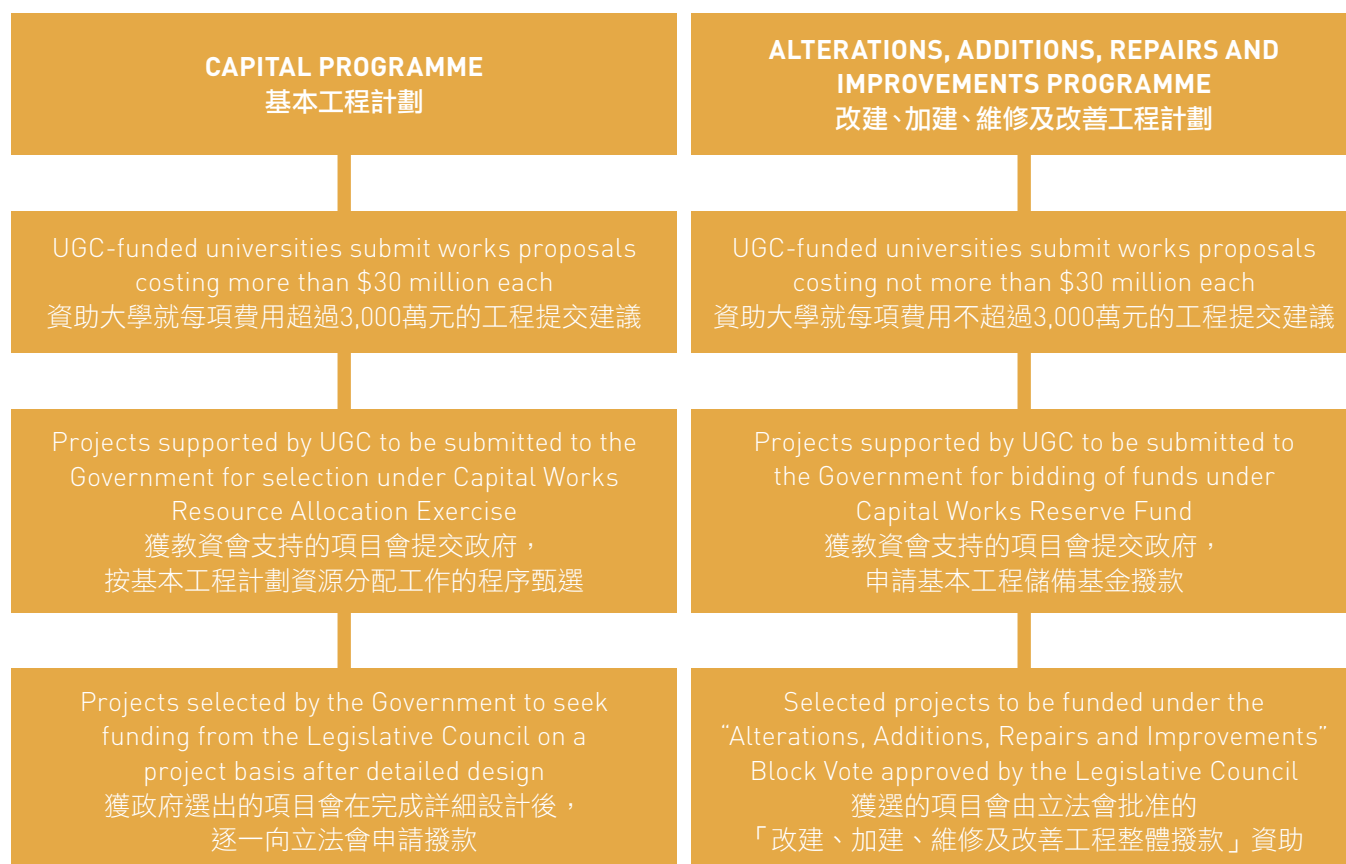 CAPITAL PROGRAMME
基本工程計劃
UGC-funded universities submit works proposals
costing more than $30 million each
資助大學就每項費用超過3,000萬元的工程提交建議
Projects supported by UGC to be submitted to the
Government for selection under Capital Works
Resource Allocation Exercise
獲教資會支持的項目會提交政府，
按基本工程計劃資源分配工作的程序甄選
Projects selected by the Government to seek
funding from the Legislative Council on a
project basis after detailed design
獲政府選出的項目會在完成詳細設計後，
逐一向立法會申請撥款
ALTERATIONS, ADDITIONS, REPAIRS AND
IMPROVEMENTS PROGRAMME
改建、加建、維修及改善工程計劃
UGC-funded universities submit works proposals
costing not more than $30 million each
資助大學就每項費用不超過3,000萬元的工程提交建議
Projects supported by UGC to be submitted to
the Government for bidding of funds under
Capital Works Reserve Fund
獲教資會支持的項目會提交政府，
申請基本工程儲備基金撥款
Selected projects to be funded under the
“Alterations, Additions, Repairs and Improvements”
Block Vote approved by the Legislative Council
獲選的項目會由立法會批准的
「改建、加建、維修及改善工程整體撥款」資助